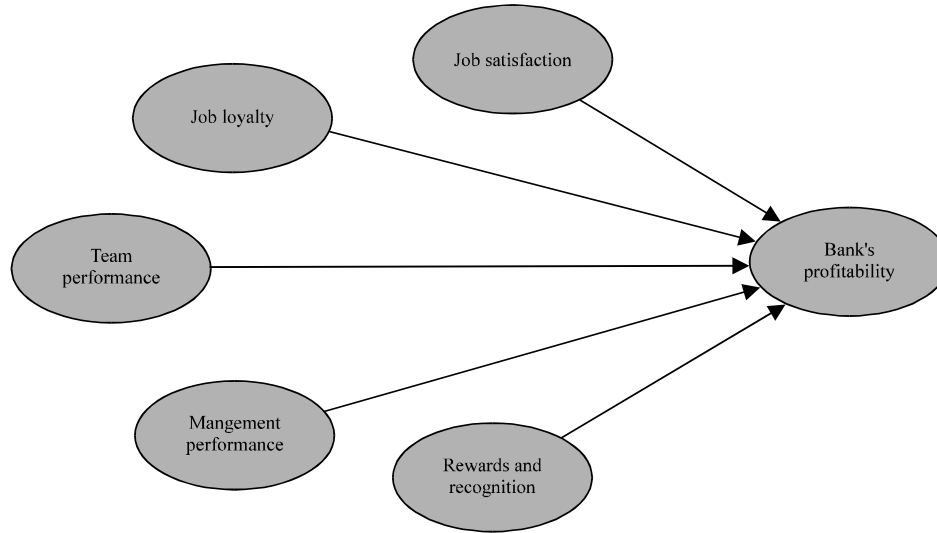 Job satisfaction
Job loyalty
Team
performance
Bank's
profitability
Mangement
performance
Rewards and
recognition